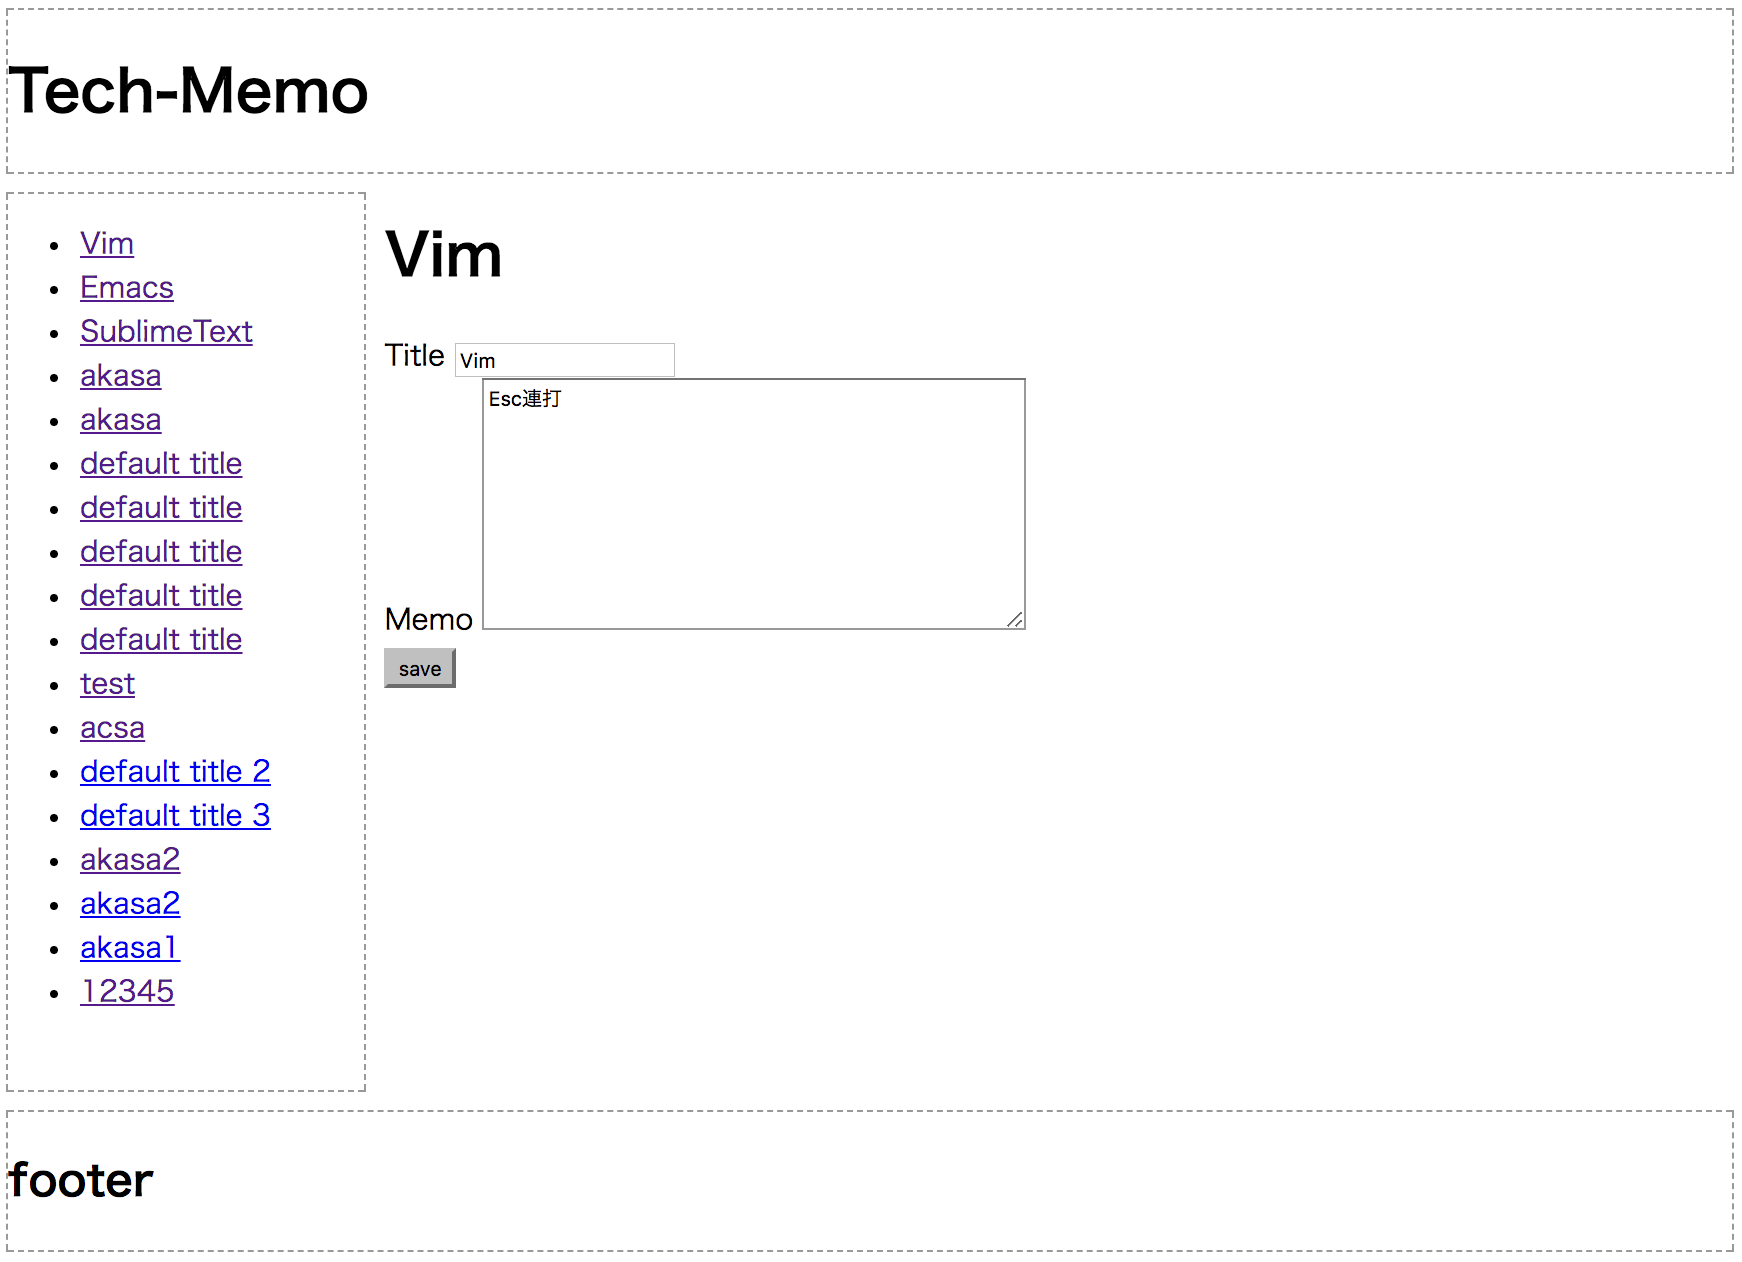 Tech-Memo
Vim
Emacs
SublimeText
akasa
akasa
default title
default title
default title
default title
default title
test
acsa
default title 2
default title 3
akasa2
akasa2
akasa1
12345
Vim
Title Vim
Esc連打
Memo
save
footer